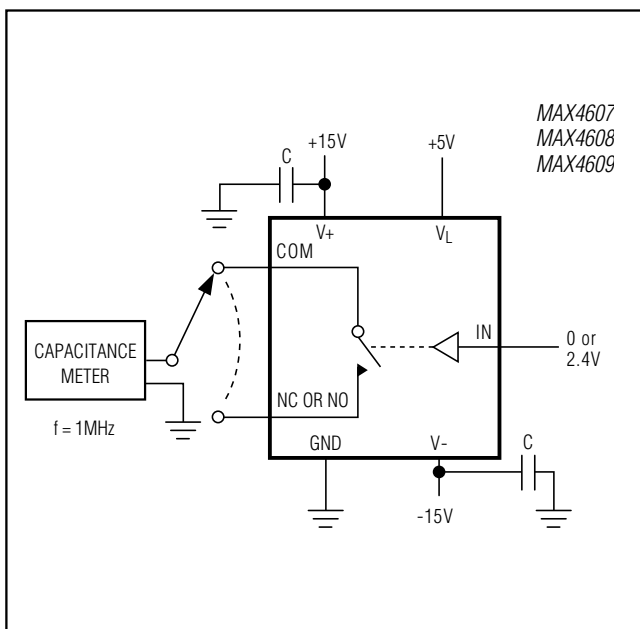 MAX4607
MAX4608
MAX4609
+15V
+5V
C
V+
VL
COM
IN
0 or
2.4V
CAPACITANCE
METER
f = 1MHz
NC OR NO
GND
V-
C
-15V